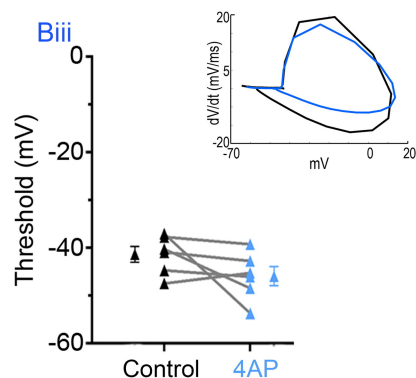 Biii
Threshold (mV)
0
-20
-40
-60
Control 4AP
dV/dt (mV/ms)
20
5
-20
-70 0 20
mV